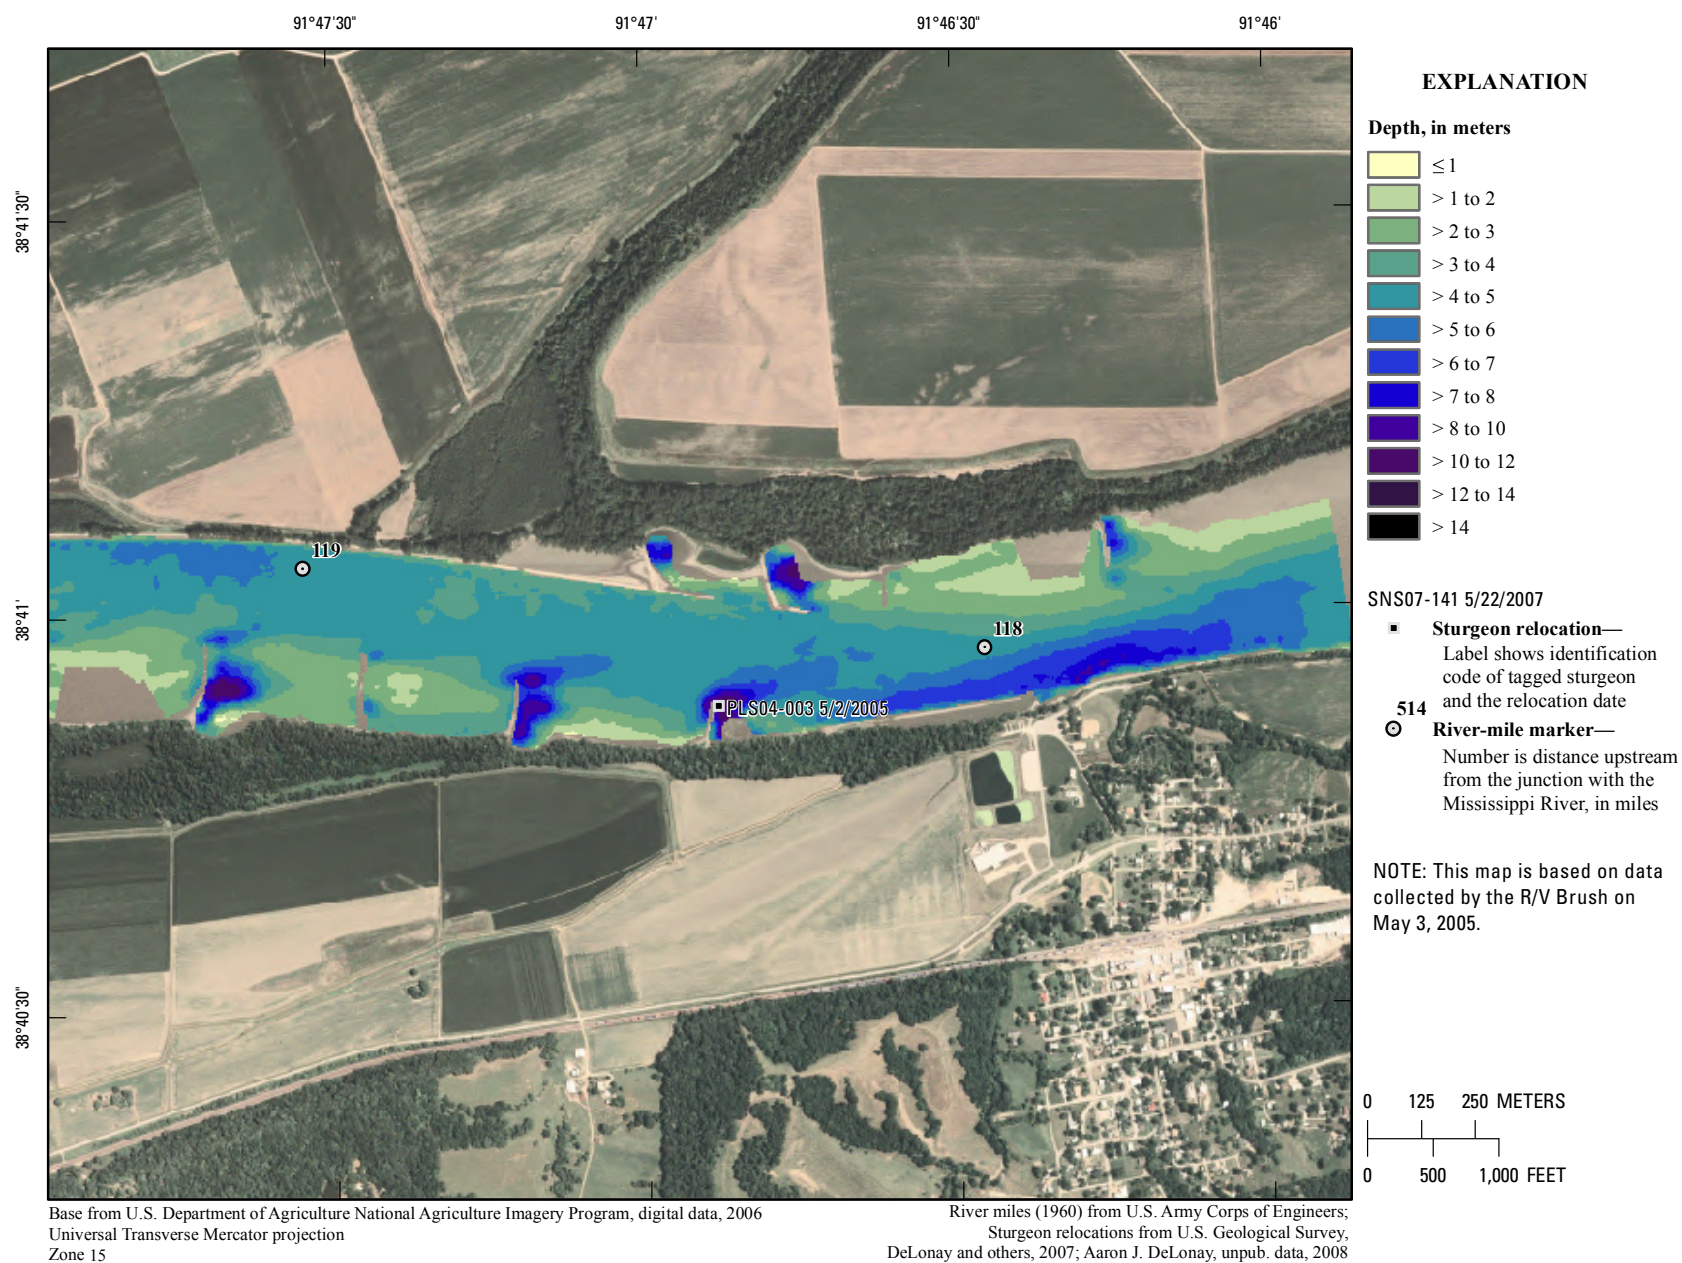 91°47'30"
91°47'
91°46'30"
91°46'
38°41'30"
38°41'
38°40'30"
119
118
PLS04-003 5/2/2005
EXPLANATION
Depth, in meters
≤ 1
> 1 to 2
> 2 to 3
> 3 to 4
> 4 to 5
> 5 to 6
> 6 to 7
> 7 to 8
> 8 to 10
> 10 to 12
> 12 to 14
> 14
SNS07-141 5/22/2007
Sturgeon relocation—
Label shows identification
code of tagged sturgeon
and the relocation date
514
River-mile marker—
Number is distance upstream
from the junction with the
Mississippi River, in miles
NOTE: This map is based on data
collected by the R/V Brush on
May 3, 2005.
0 125 250 METERS
0 500 1,000 FEET
Base from U.S. Department of Agriculture National Agriculture Imagery Program, digital data, 2006
Universal Transverse Mercator projection
Zone 15
River miles (1960) from U.S. Army Corps of Engineers;
Sturgeon relocations from U.S. Geological Survey,
DeLonay and others, 2007; Aaron J. DeLonay, unpub. data, 2008